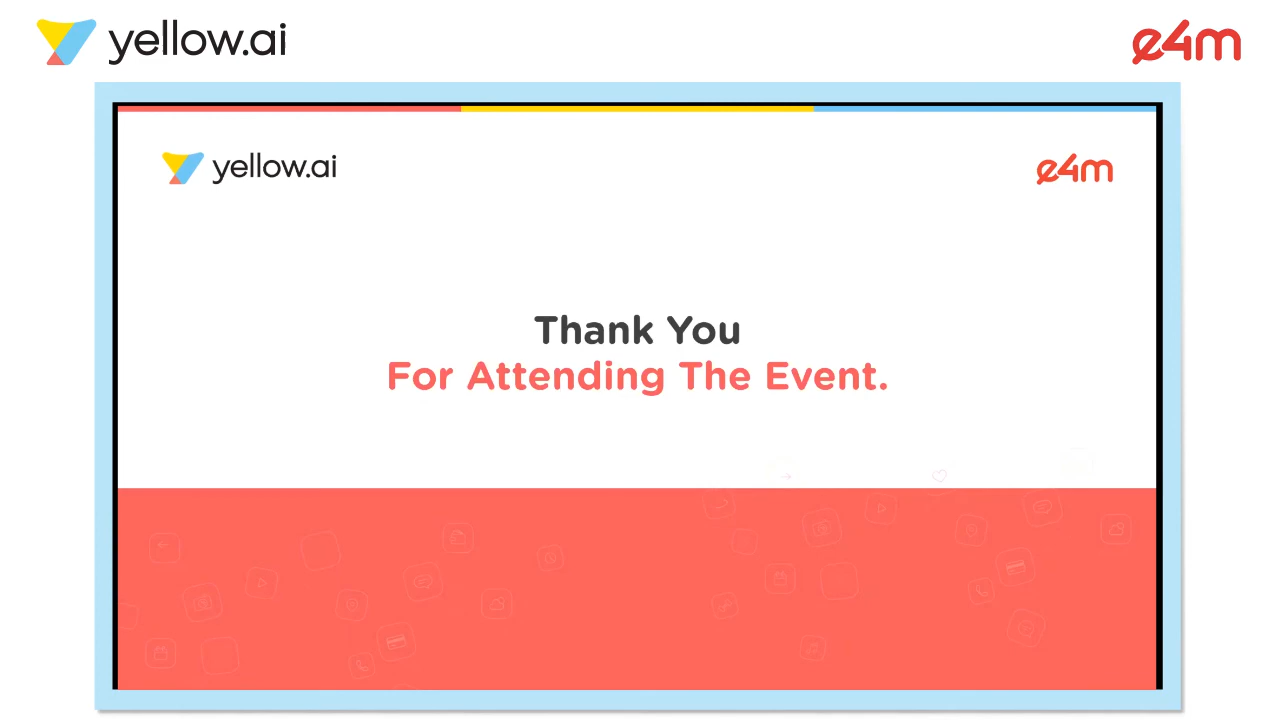 yellow.ai
e4m
yellow.ai
e4m
Thank You
For Attending The Event.